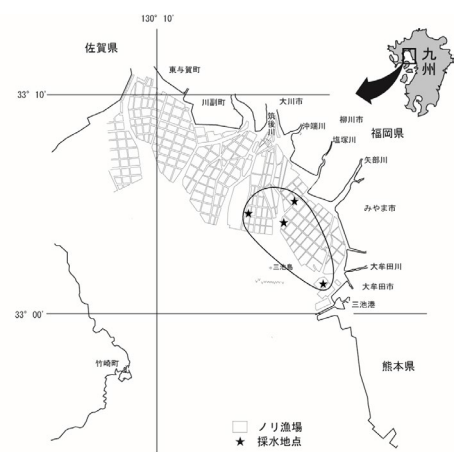 130° 10′
佐賀県
九州
東与賀町
33° 10′
川副町
大川市
筑後川
沖端川
柳川市
福岡県
塩塚川
矢部川
みやま市
三池島
大牟田川
大牟田市
三池港
33° 00′
竹崎町
熊本県
ノリ漁場
★ 採水地点